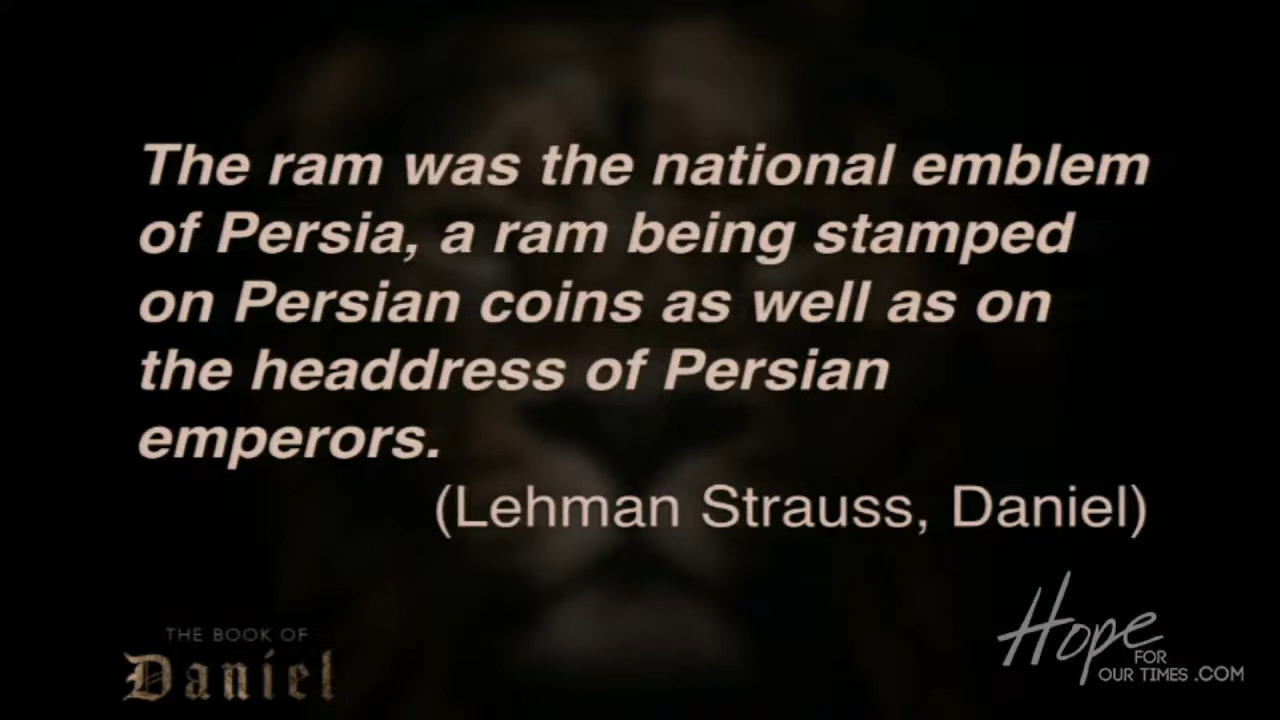 The ram was the national emblem
of Persia, a ram being stamped
on Persian coins as well as on
the headdress of Persian
emperors.
(Lehman Strauss, Daniel)
THE BOOK OF
Daniel
Hope
FOR
OUR TIMES .COM